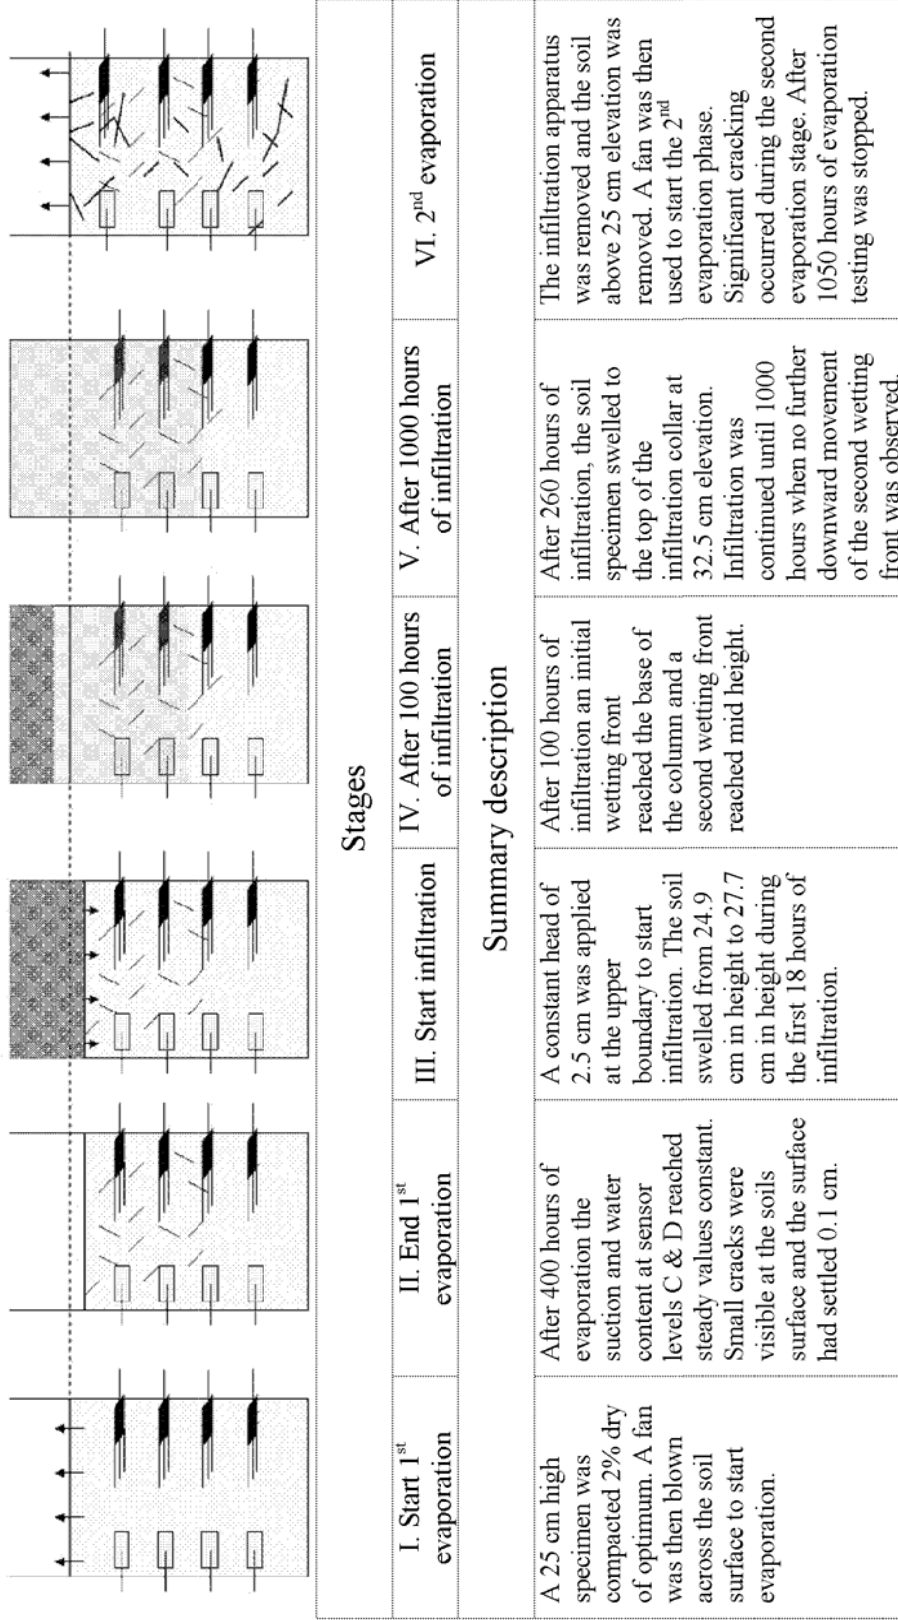 Stages
I. Start 1st
evaporation
II. End 1st
evaporation
III. Start infiltration
IV. After 100 hours
of infiltration
V. After 1000 hours
of infiltration
VI. 2nd evaporation
Summary description
A 25 cm high
specimen was
compacted 2% dry
of optimum. A fan
was then blown
across the soil
surface to start
evaporation.
After 400 hours of
evaporation the
suction and water
content at sensor
levels C & D reached
steady values constant.
Small cracks were
visible at the soils
surface and the surface
had settled 0.1 cm.
A constant head of
2.5 cm was applied
at the upper
boundary to start
infiltration. The soil
swelled from 24.9
cm in height to 27.7
cm in height during
the first 18 hours of
infiltration.
After 100 hours of
infiltration an initial
wetting front
reached the base of
the column and a
second wetting front
reached mid height.
After 260 hours of
infiltration, the soil
specimen swelled to
the top of the
infiltration collar at
32.5 cm elevation.
Infiltration was
continued until 1000
hours when no further
downward movement
of the second wetting
front was observed.
The infiltration apparatus
was removed and the soil
above 25 cm elevation was
removed. A fan was then
used to start the 2nd
evaporation phase.
Significant cracking
occurred during the second
evaporation stage. After
1050 hours of evaporation
testing was stopped.